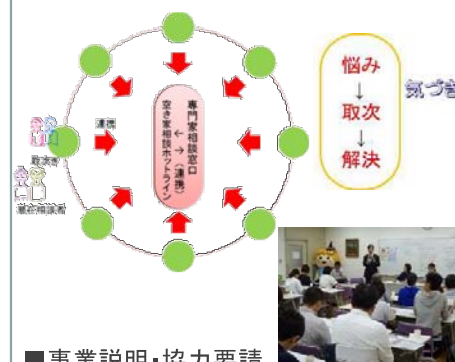 連携
取次者
潜在相談者
専門家相談窓口
←→(連携)
空き家相談ホットライン
悩み
↓
取次
↓
解決
気づき
■事業説明・協力要請